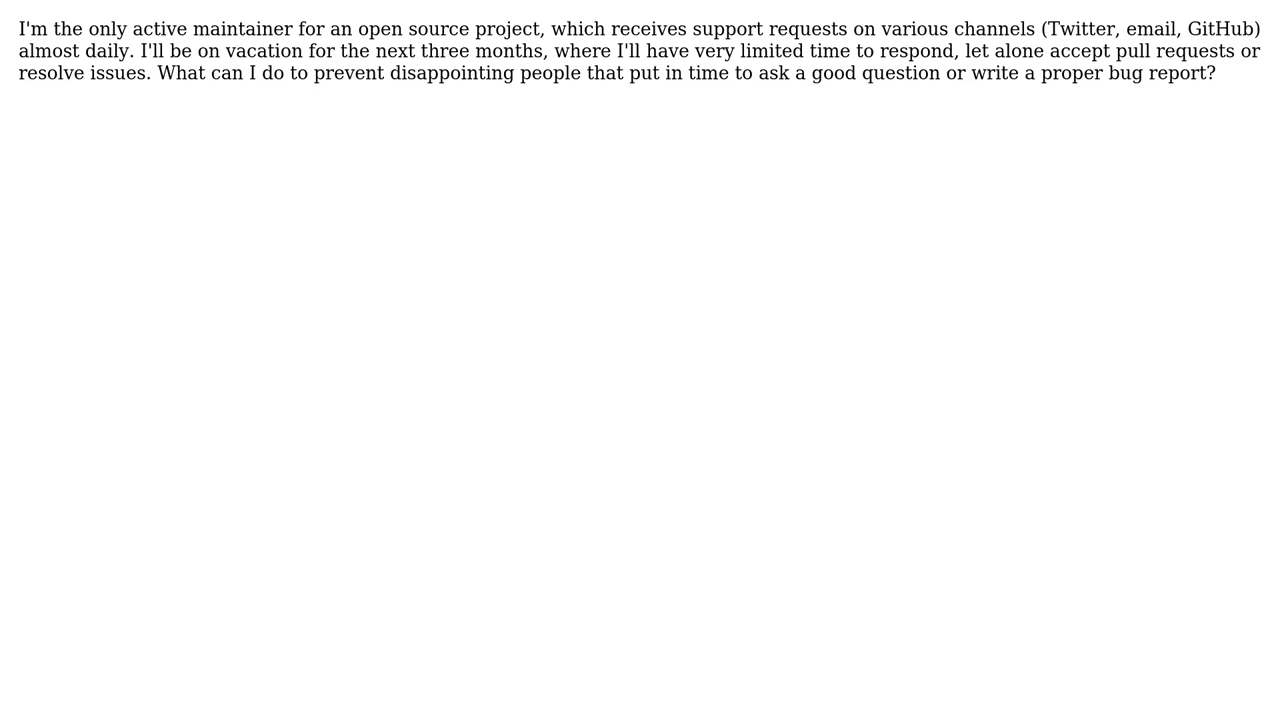 I'm the only active maintainer for an open source project, which receives support requests on various channels (Twitter, email, GitHub)
almost daily. I'll be on vacation for the next three months, where I'll have very limited time to respond, let alone accept pull requests or
resolve issues. What can I do to prevent disappointing people that put in time to ask a good question or write a proper bug report?